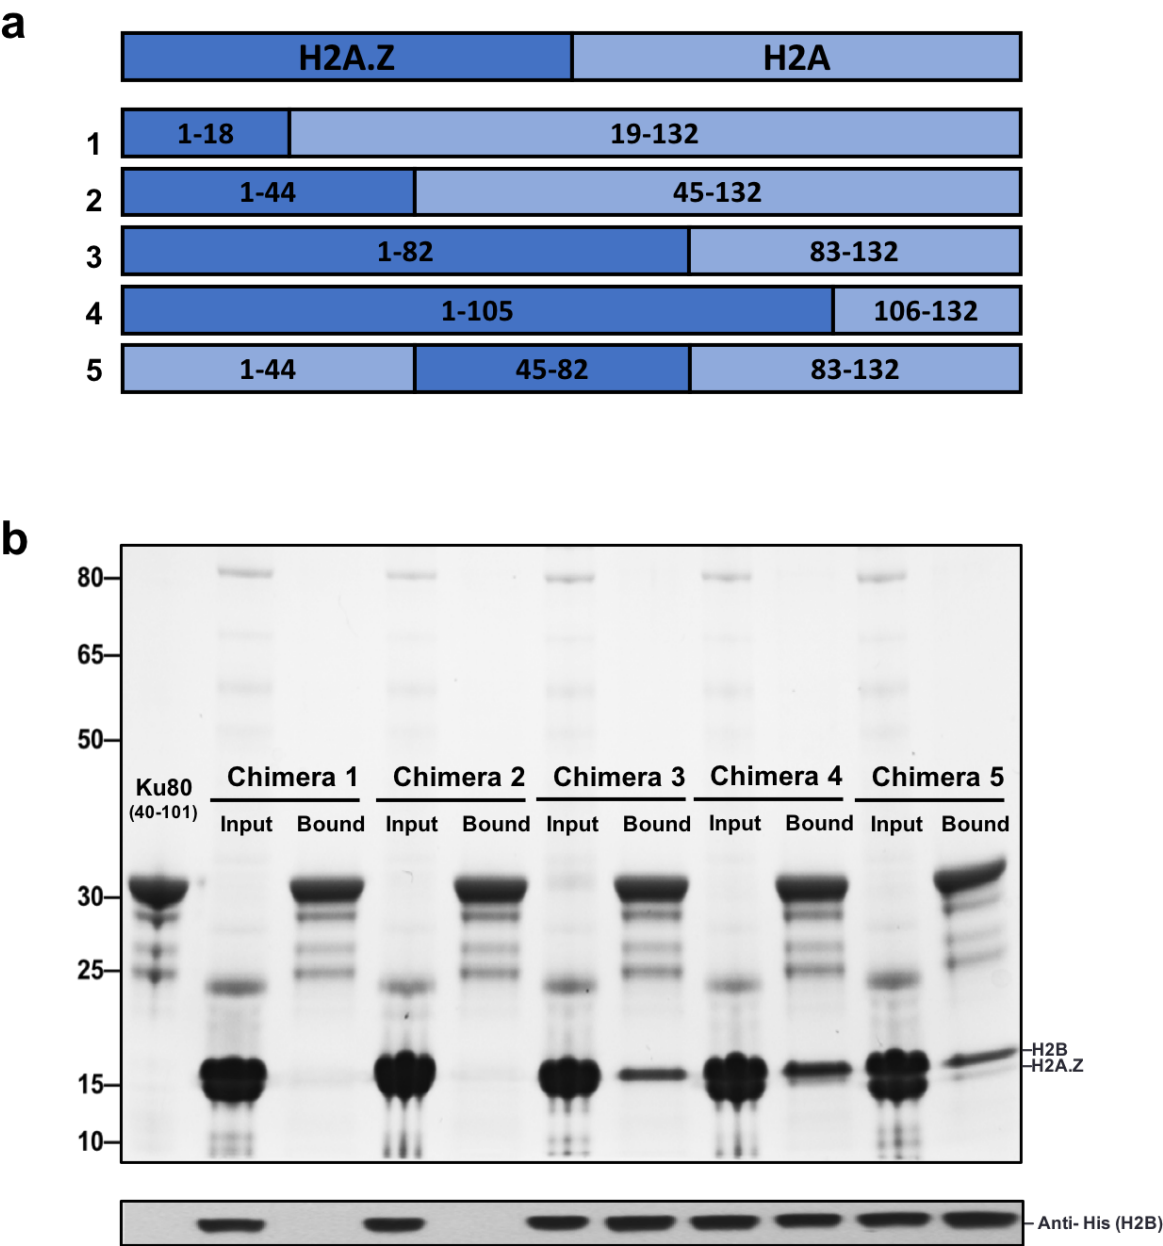 a
H2A.Z H2A
1 1-18 19-132
2 1-44 45-132
3 1-82 83-132
4 1-105 106-132
5 1-44 45-82 83-132
b
80
65
50
Ku80
(40-101)
Chimera 1 Chimera 2 Chimera 3 Chimera 4 Chimera 5
Input Bound Input Bound Input Bound Input Bound Input Bound
30
25
H2B
H2A.Z
15
10
Anti- His (H2B)